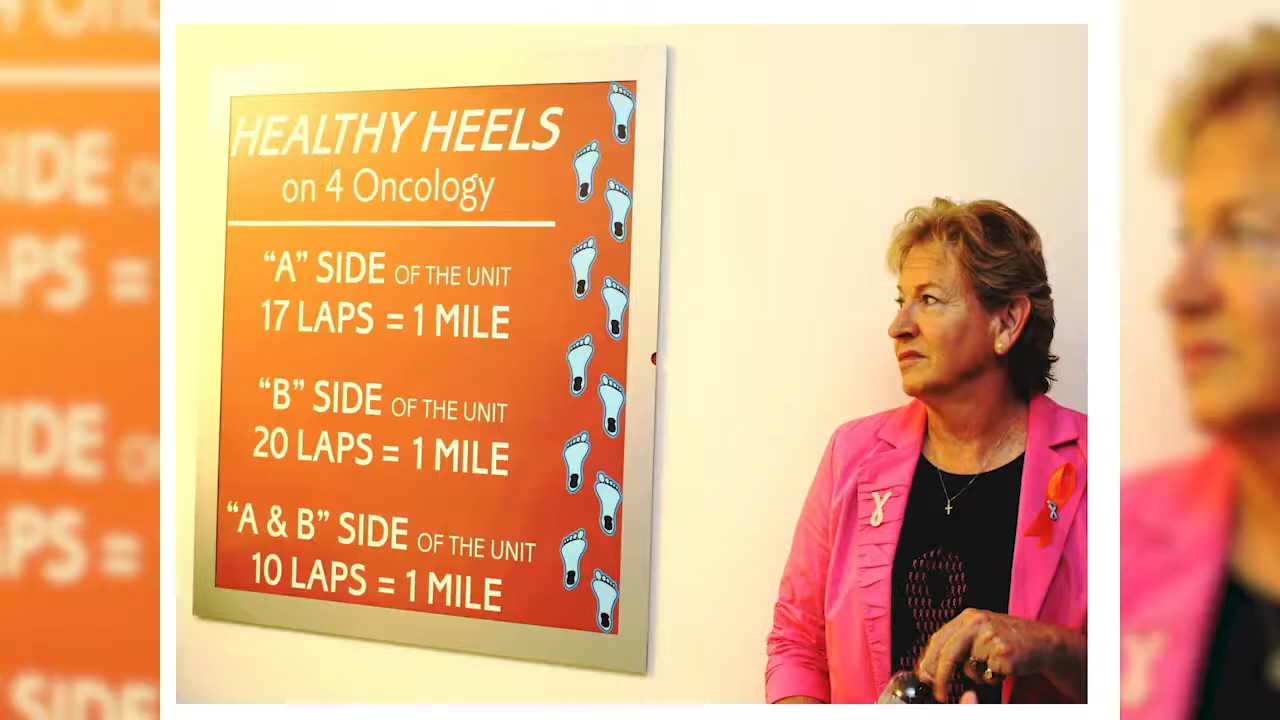 HEALTHY HEELS
on 4 Oncology
“A” SIDE OF THE UNIT
17 LAPS = 1 MILE
“B” SIDE OF THE UNIT
20 LAPS = 1 MILE
“A & B” SIDE OF THE UNIT
10 LAPS = 1 MILE